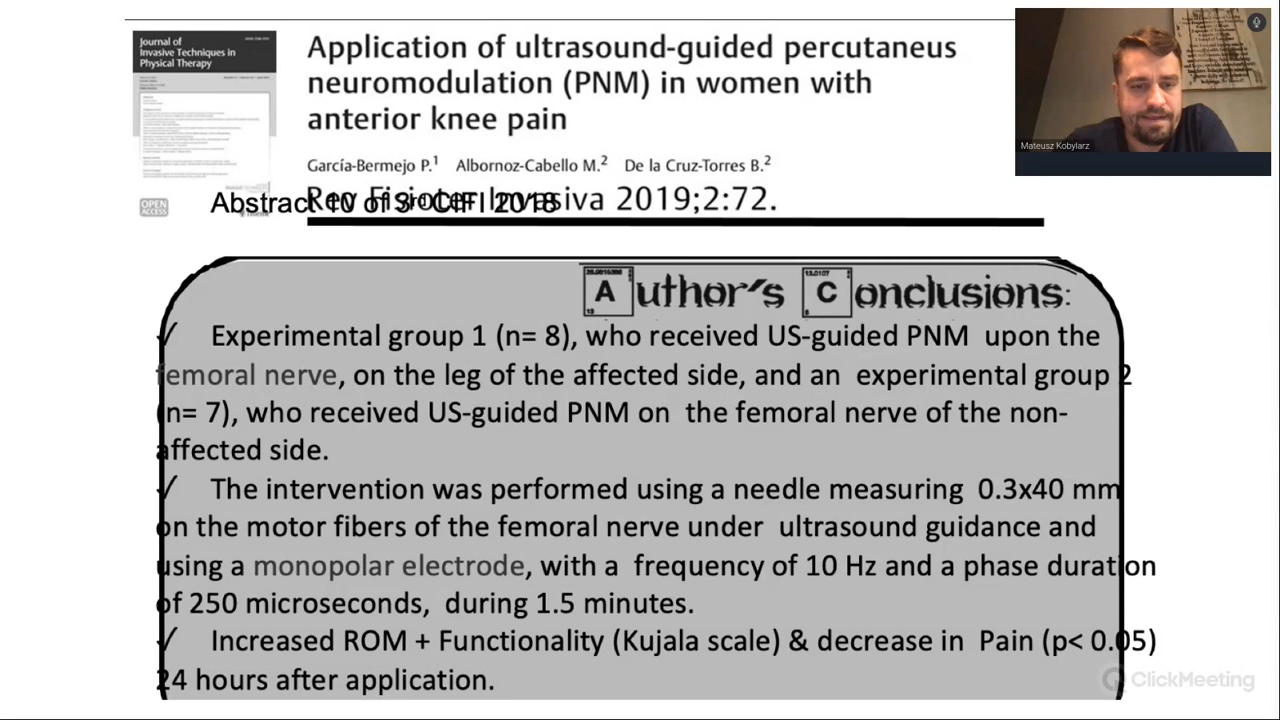 Journal of
Invasive Techniques in
Physical Therapy
OPEN
ACCESS
Application of ultrasound-guided percutaneus
neuromodulation (PNM) in women with
anterior knee pain
García-Bermejo P.1 Albornoz-Cabello M.2 De la Cruz-Torres B.2
Rev Fisioter Invasiva 2019;2:72.
Abstract 10 of 3rd CIFI 2018
Mateusz Kobylarz
Author's Conclusions:
✓ Experimental group 1 (n= 8), who received US-guided PNM upon the
femoral nerve, on the leg of the affected side, and an experimental group 2
(n= 7), who received US-guided PNM on the femoral nerve of the non-
affected side.
✓ The intervention was performed using a needle measuring 0.3x40 mm
on the motor fibers of the femoral nerve under ultrasound guidance and
using a monopolar electrode, with a frequency of 10 Hz and a phase duration
of 250 microseconds, during 1.5 minutes.
✓ Increased ROM + Functionality (Kujala scale) & decrease in Pain (p< 0.05)
24 hours after application.
ClickMeeting